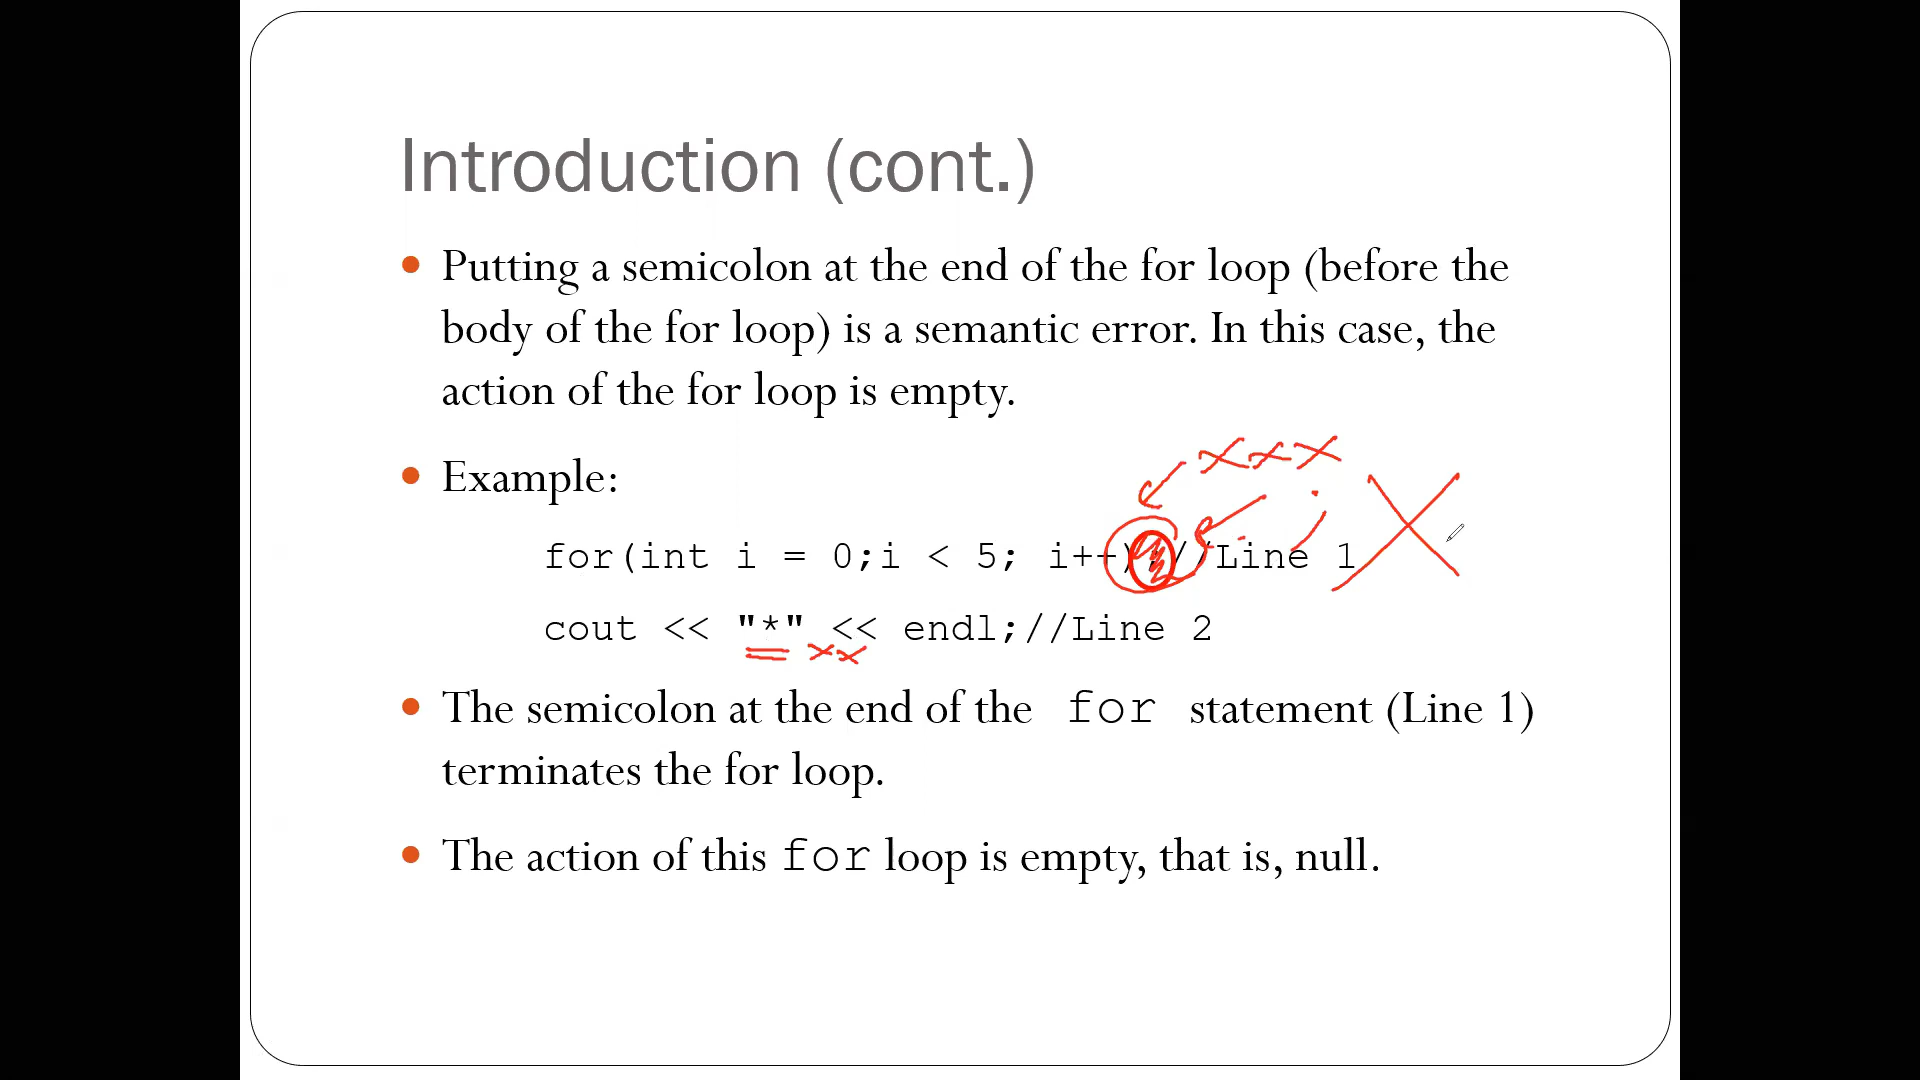 Introduction (cont.)
Putting a semicolon at the end of the for loop (before the
body of the for loop) is a semantic error. In this case, the
action of the for loop is empty.
Example:
for(int i = 0;i < 5; i++);//Line 1
cout << "*" << endl;//Line 2
The semicolon at the end of the for statement (Line 1)
terminates the for loop.
The action of this for loop is empty, that is, null.